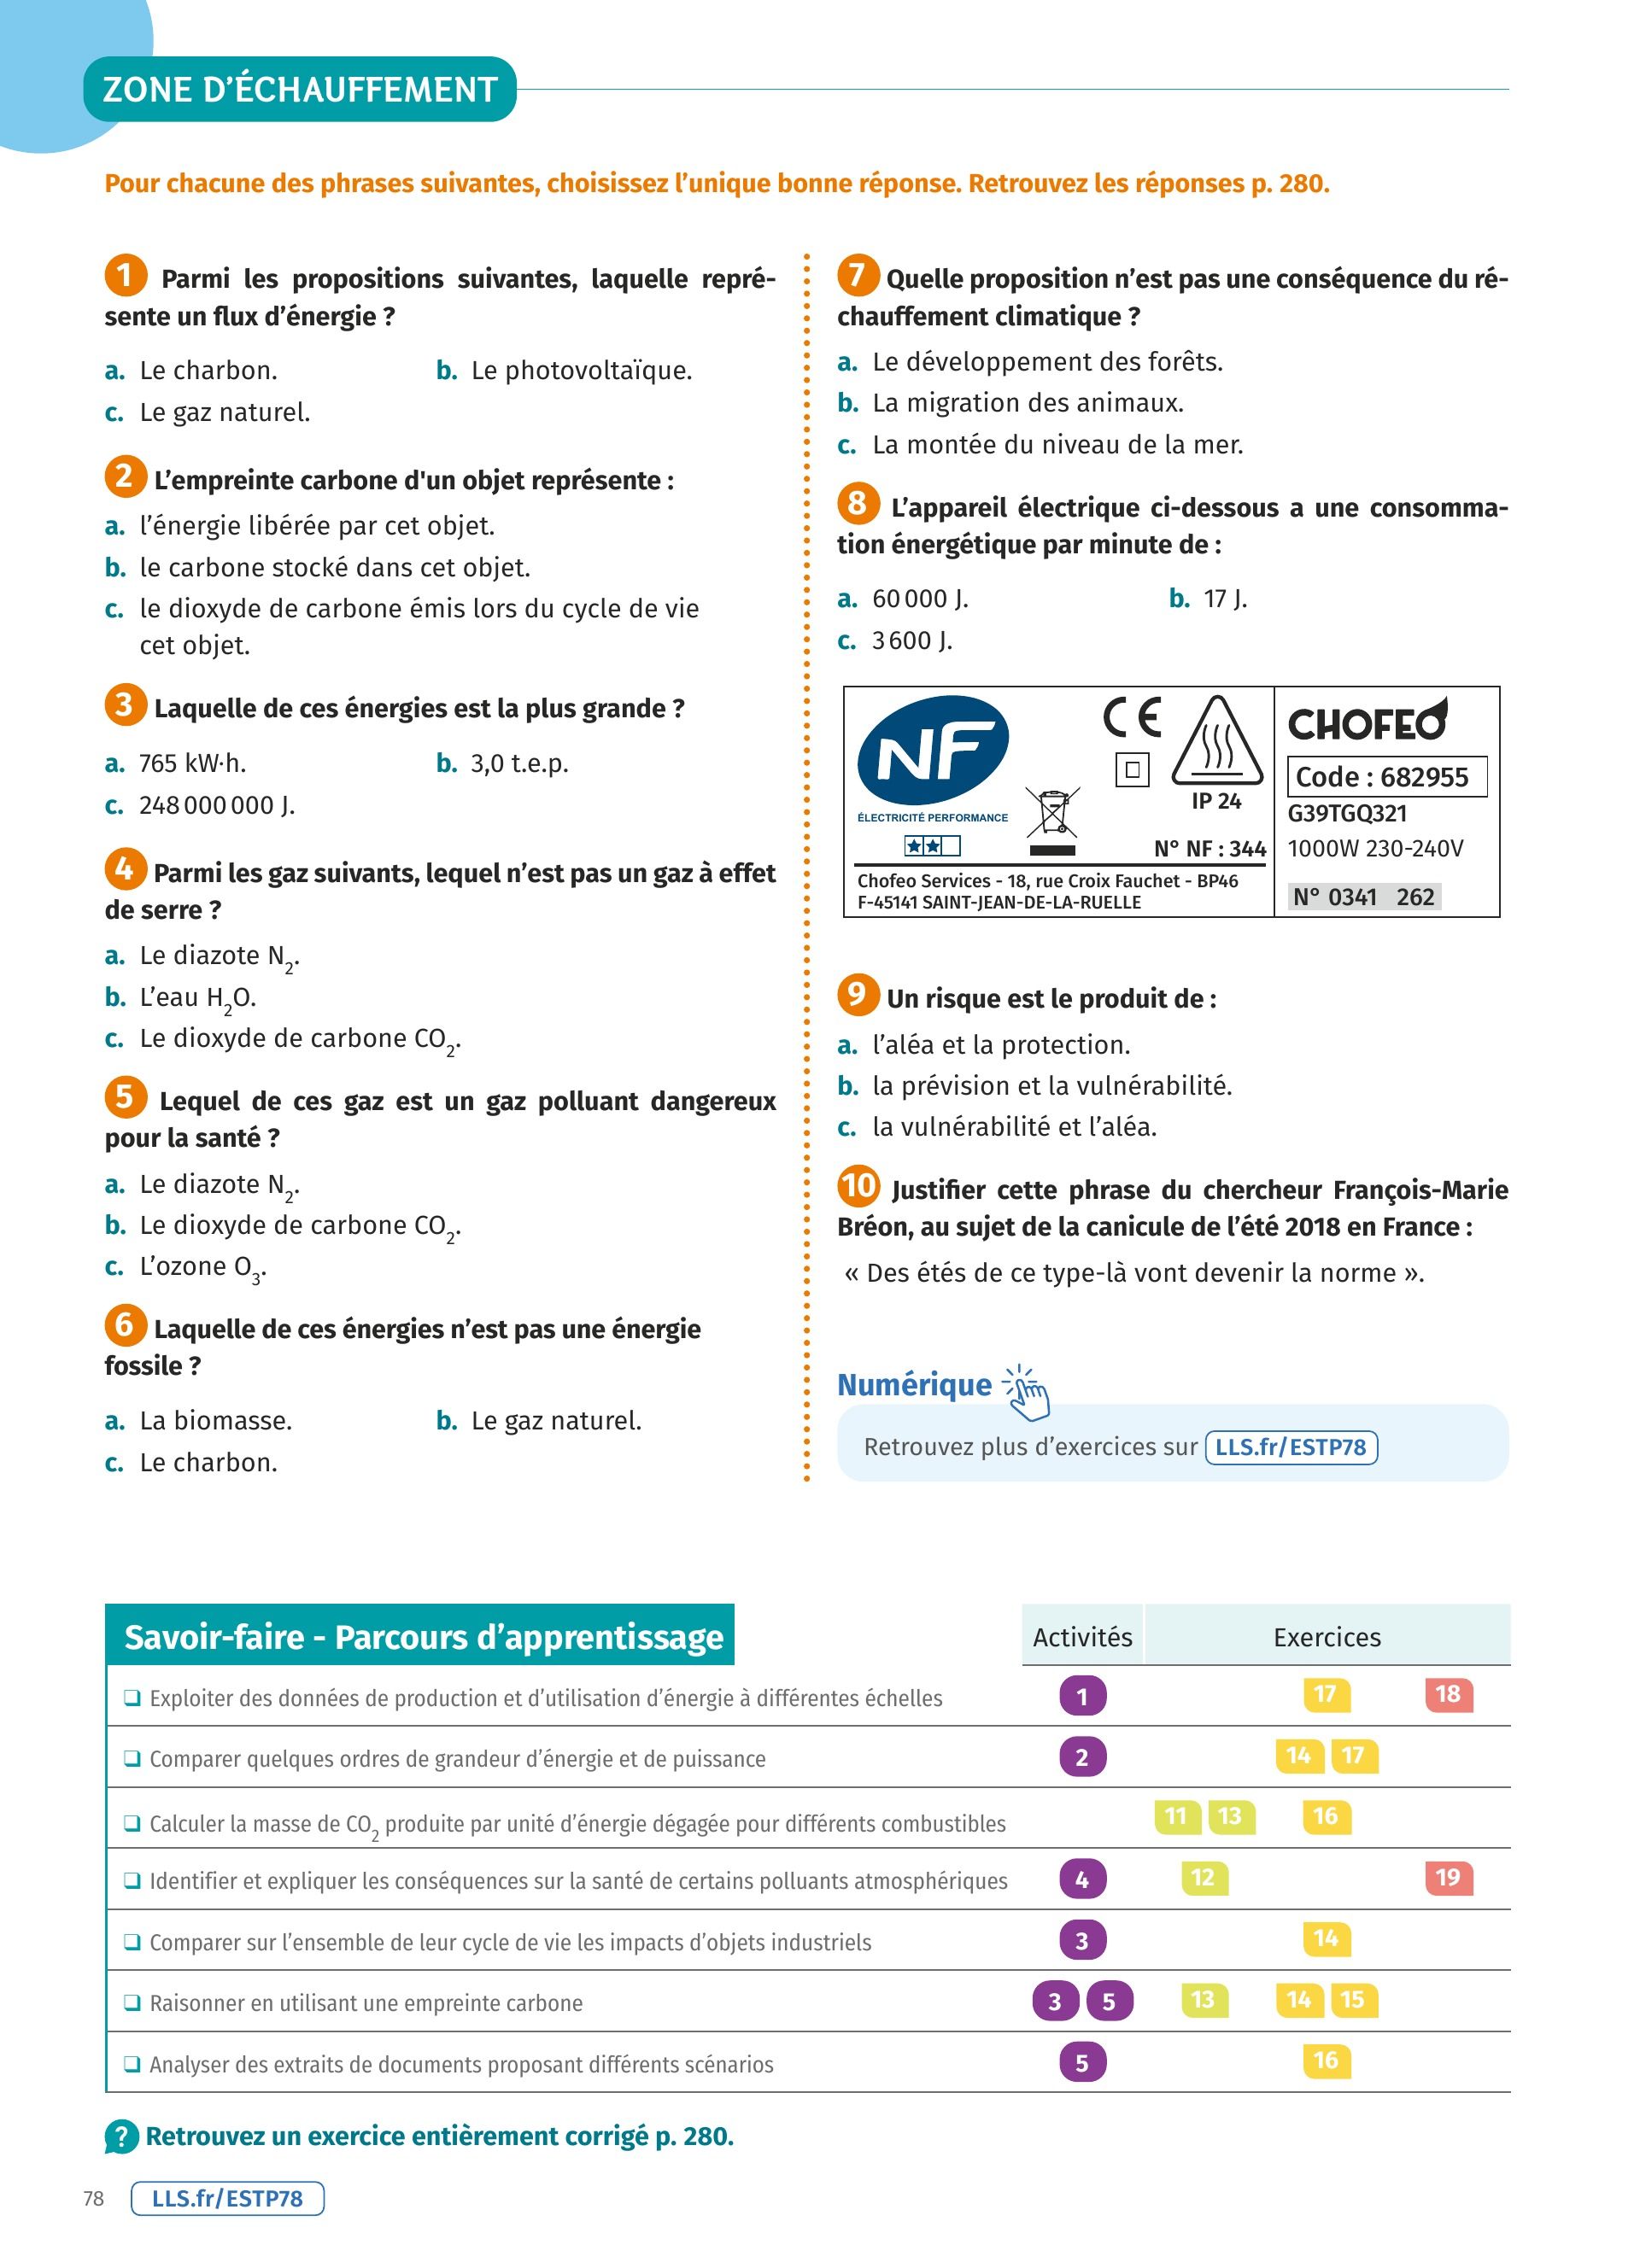 ZONE D’ÉCHAUFFEMENT
Pour chacune des phrases suivantes, choisissez l’unique bonne réponse. Retrouvez les réponses p. 280.
1 Parmi les propositions suivantes, laquelle repré-
sente un flux d’énergie ?
a. Le charbon. b. Le photovoltaïque.
c. Le gaz naturel.
2 L’empreinte carbone d'un objet représente :
a. l’énergie libérée par cet objet.
b. le carbone stocké dans cet objet.
c. le dioxyde de carbone émis lors du cycle de vie
cet objet.
3 Laquelle de ces énergies est la plus grande ?
a. 765 kW·h. b. 3,0 t.e.p.
c. 248 000 000 J.
4 Parmi les gaz suivants, lequel n’est pas un gaz à effet
de serre ?
a. Le diazote N₂.
b. L’eau H₂O.
c. Le dioxyde de carbone CO₂.
5 Lequel de ces gaz est un gaz polluant dangereux
pour la santé ?
a. Le diazote N₂.
b. Le dioxyde de carbone CO₂.
c. L’ozone O₃.
6 Laquelle de ces énergies n’est pas une énergie
fossile ?
a. La biomasse. b. Le gaz naturel.
c. Le charbon.
7 Quelle proposition n’est pas une conséquence du ré-
chauffement climatique ?
a. Le développement des forêts.
b. La migration des animaux.
c. La montée du niveau de la mer.
8 L’appareil électrique ci-dessous a une consomma-
tion énergétique par minute de :
a. 60 000 J. b. 17 J.
c. 3 600 J.
NF
ÉLECTRICITÉ PERFORMANCE
CE
IP 24
N° NF : 344
Chofeo Services - 18, rue Croix Fauchet - BP46
F-45141 SAINT-JEAN-DE-LA-RUELLE
CHOFEO
Code : 682955
G39TGQ321
1000W 230-240V
N° 0341 262
9 Un risque est le produit de :
a. l’aléa et la protection.
b. la prévision et la vulnérabilité.
c. la vulnérabilité et l’aléa.
10 Justifier cette phrase du chercheur François-Marie
Bréon, au sujet de la canicule de l’été 2018 en France :
« Des étés de ce type-là vont devenir la norme ».
Numérique
Retrouvez plus d’exercices sur LLS.fr/ESTP78
Savoir-faire - Parcours d’apprentissage Activités Exercices
❑ Exploiter des données de production et d’utilisation d’énergie à différentes échelles 1 17 18
❑ Comparer quelques ordres de grandeur d’énergie et de puissance 2 14 17
❑ Calculer la masse de CO₂ produite par unité d’énergie dégagée pour différents combustibles 11 13 16
❑ Identifier et expliquer les conséquences sur la santé de certains polluants atmosphériques 4 12 19
❑ Comparer sur l’ensemble de leur cycle de vie les impacts d’objets industriels 3 14
❑ Raisonner en utilisant une empreinte carbone 3 5 13 14 15
❑ Analyser des extraits de documents proposant différents scénarios 5 16
? Retrouvez un exercice entièrement corrigé p. 280.
78 LLS.fr/ESTP78